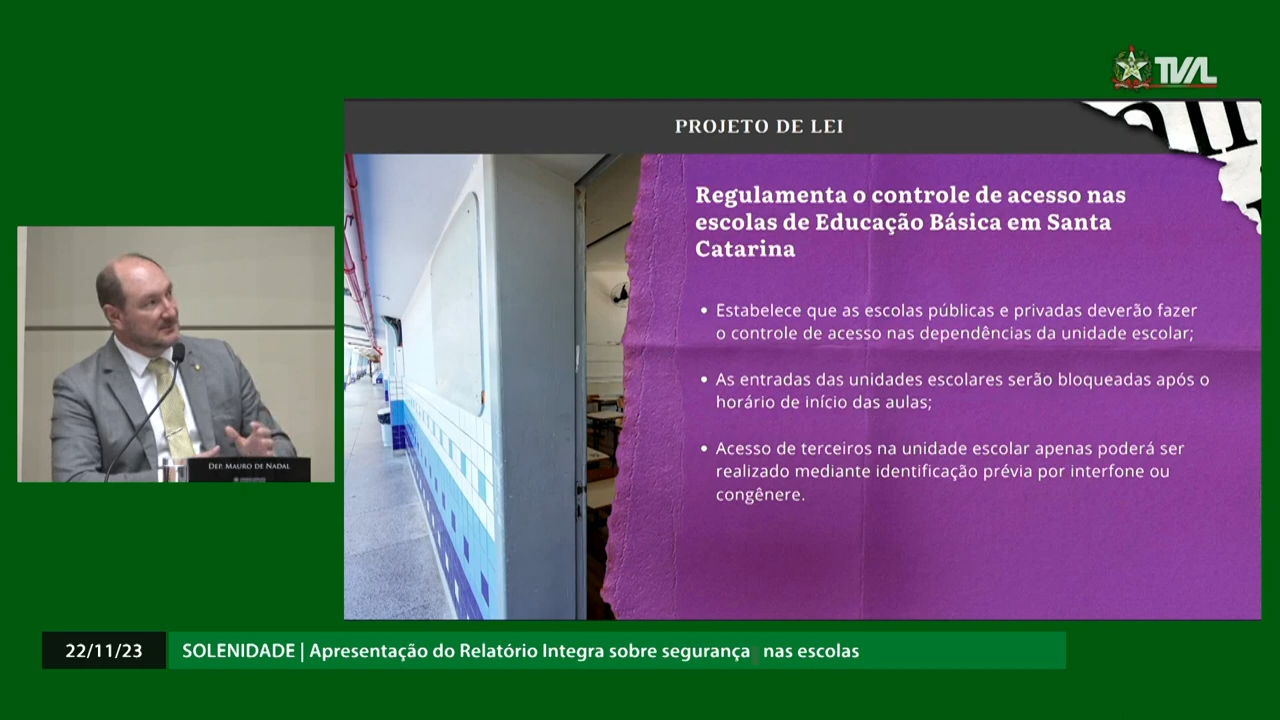 TVAL
PROJETO DE LEI
Regulamenta o controle de acesso nas
escolas de Educação Básica em Santa
Catarina
• Estabelece que as escolas públicas e privadas deverão fazer
o controle de acesso nas dependências da unidade escolar;
• As entradas das unidades escolares serão bloqueadas após o
horário de início das aulas;
• Acesso de terceiros na unidade escolar apenas poderá ser
realizado mediante identificação prévia por interfone ou
congênere.
DEP. MAURO DE NADAL
22/11/23
SOLENIDADE | Apresentação do Relatório Integra sobre segurança nas escolas